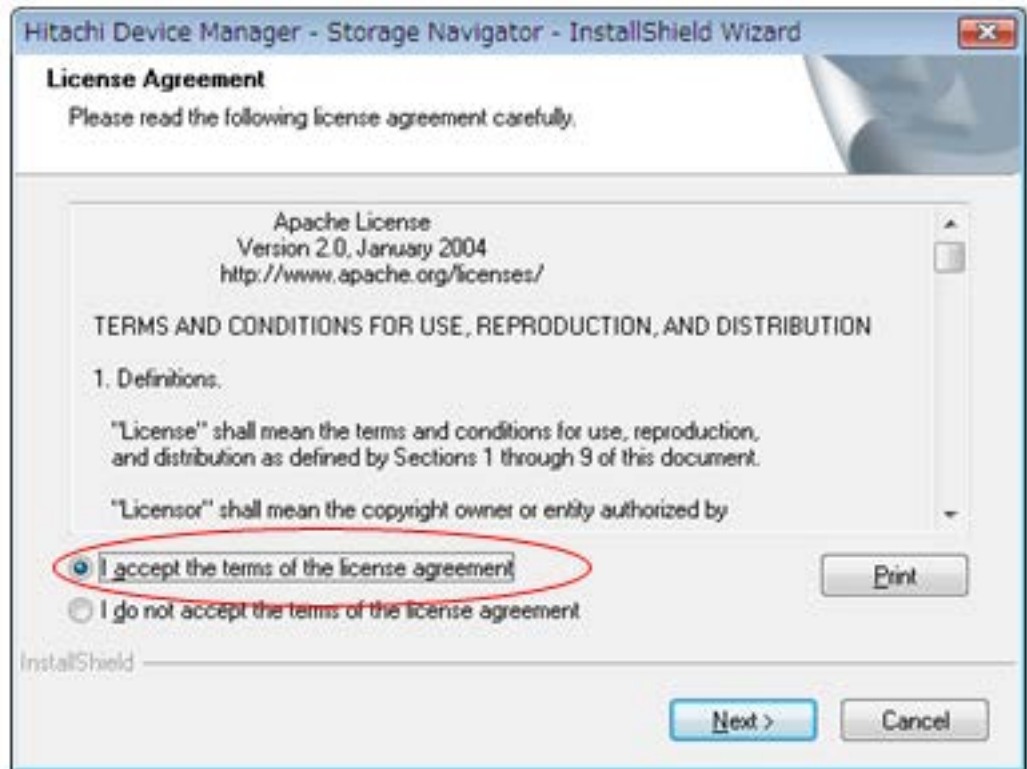 Hitachi Device Manager - Storage Navigator - InstallShield Wizard
License Agreement
Please read the following license agreement carefully.
Apache License
Version 2.0, January 2004
http://www.apache.org/licenses/
TERMS AND CONDITIONS FOR USE, REPRODUCTION, AND DISTRIBUTION
1. Definitions.
"License" shall mean the terms and conditions for use, reproduction,
and distribution as defined by Sections 1 through 9 of this document.
"Licensor" shall mean the copyright owner or entity authorized by
I accept the terms of the license agreement
Print
I do not accept the terms of the license agreement
InstallShield
Next >
Cancel